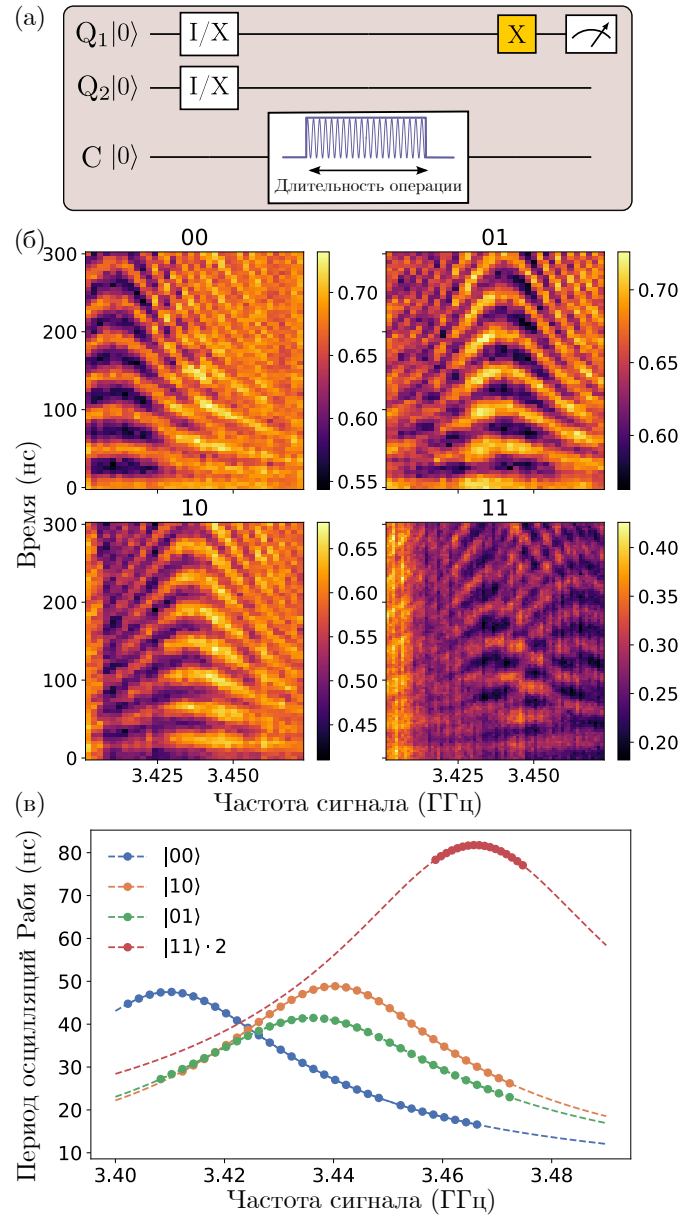 (а)
Q₁|0⟩ I/X X
Q₂|0⟩ I/X
C |0⟩
Длительность операции
(б)
00 01
300
200
100
0
0.70
0.65
0.60
0.55
0.70
0.65
0.60
10 11
300
200
100
0
0.65
0.60
0.55
0.50
0.45
0.40
0.35
0.30
0.25
0.20
3.425 3.450 3.425 3.450
Время (нс)
Частота сигнала (ГГц)
(в)
Период осцилляций Раби (нс)
80
70
60
50
40
30
20
10
|00⟩
|10⟩
|01⟩
|11⟩ · 2
3.40 3.42 3.44 3.46 3.48
Частота сигнала (ГГц)